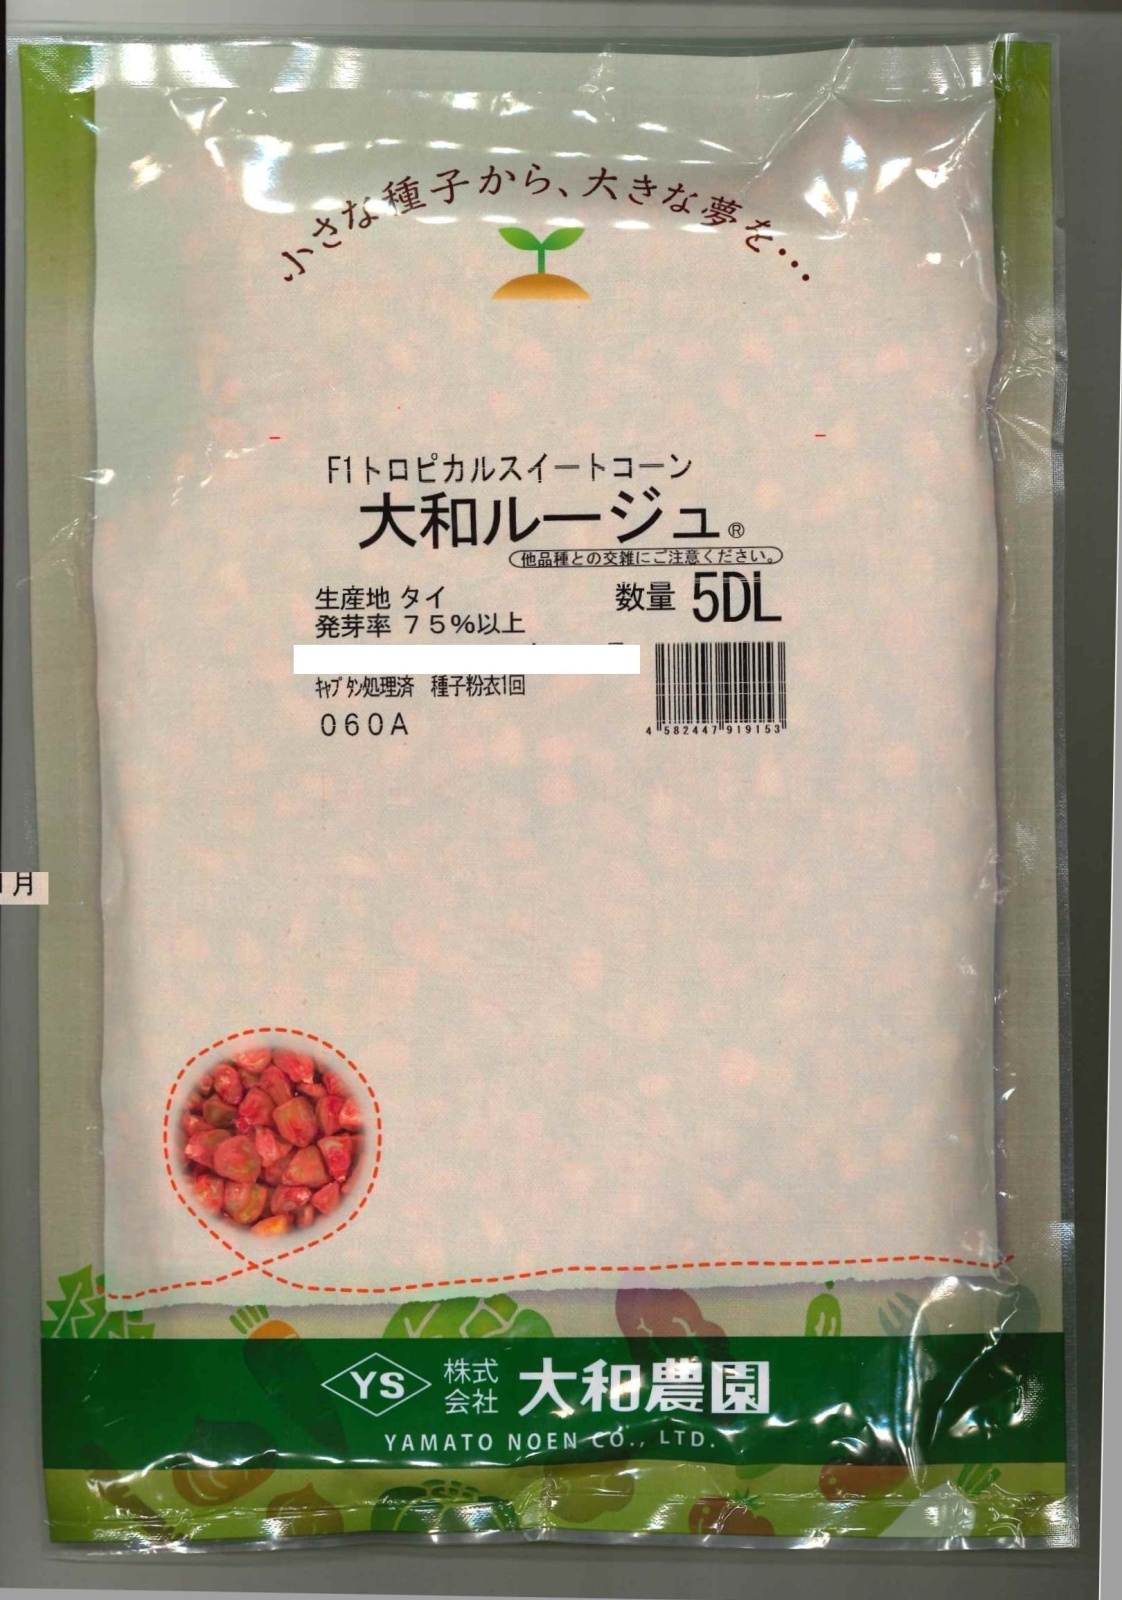 小さな種子から、大きな夢を…
F1トロピカルスイートコーン
大和ルージュ®
他品種との交雑にご注意ください。
生産地 タイ
数量 5DL
発芽率 75%以上
ｷｬﾌﾟﾀﾝ処理済 種子粉衣1回
060A
4 582447 919153
月
YS 株式会社 大和農園
YAMATO NOEN CO., LTD.